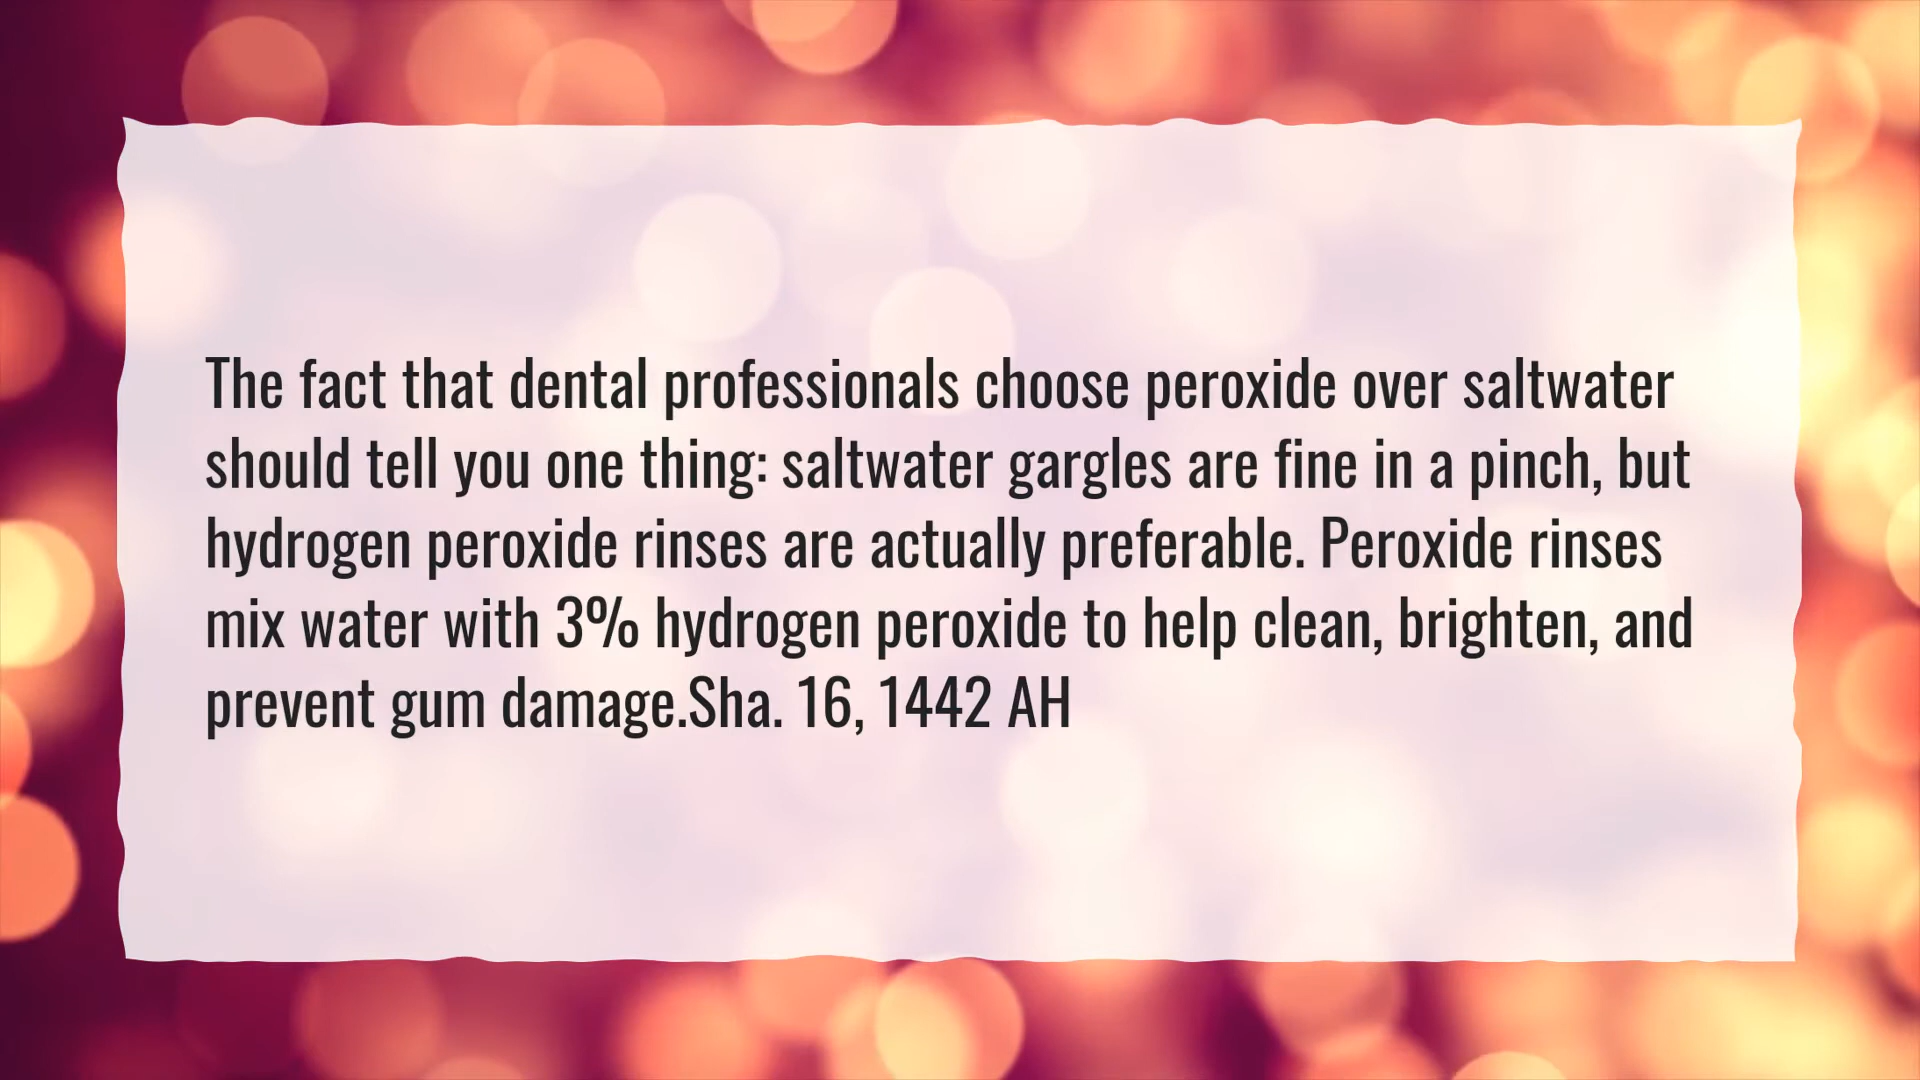 The fact that dental professionals choose peroxide over saltwater
should tell you one thing: saltwater gargles are fine in a pinch, but
hydrogen peroxide rinses are actually preferable. Peroxide rinses
mix water with 3% hydrogen peroxide to help clean, brighten, and
prevent gum damage.Sha. 16, 1442 AH